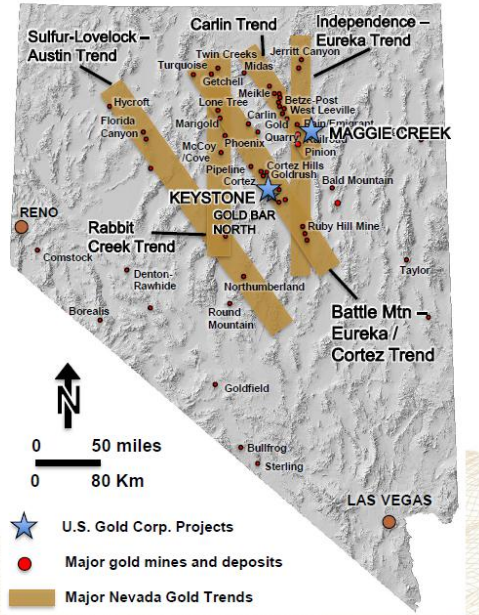 Carlin Trend
Independence –
Eureka Trend
Sulfur-Lovelock –
Austin Trend
Twin Creeks
Turquoise
Midas
Jerritt Canyon
Getchell
Meikle
Hycroft
Lone Tree
Betze-Post
West Leeville
Florida
Canyon
Marigold
Carlin
Gold
Quarry
Rain/Emigrant
Railroad
Pinion
MAGGIE CREEK
McCoy
/Cove
Phoenix
Pipeline
Cortez Hills
Goldrush
Cortez
Bald Mountain
KEYSTONE
GOLD BAR
NORTH
RENO
Rabbit
Creek Trend
Ruby Hill Mine
Comstock
Denton-
Rawhide
Northumberland
Taylor
Borealis
Round
Mountain
Battle Mtn –
Eureka /
Cortez Trend
N
Goldfield
0 50 miles
0 80 Km
Bullfrog
Sterling
LAS VEGAS
U.S. Gold Corp. Projects
Major gold mines and deposits
Major Nevada Gold Trends